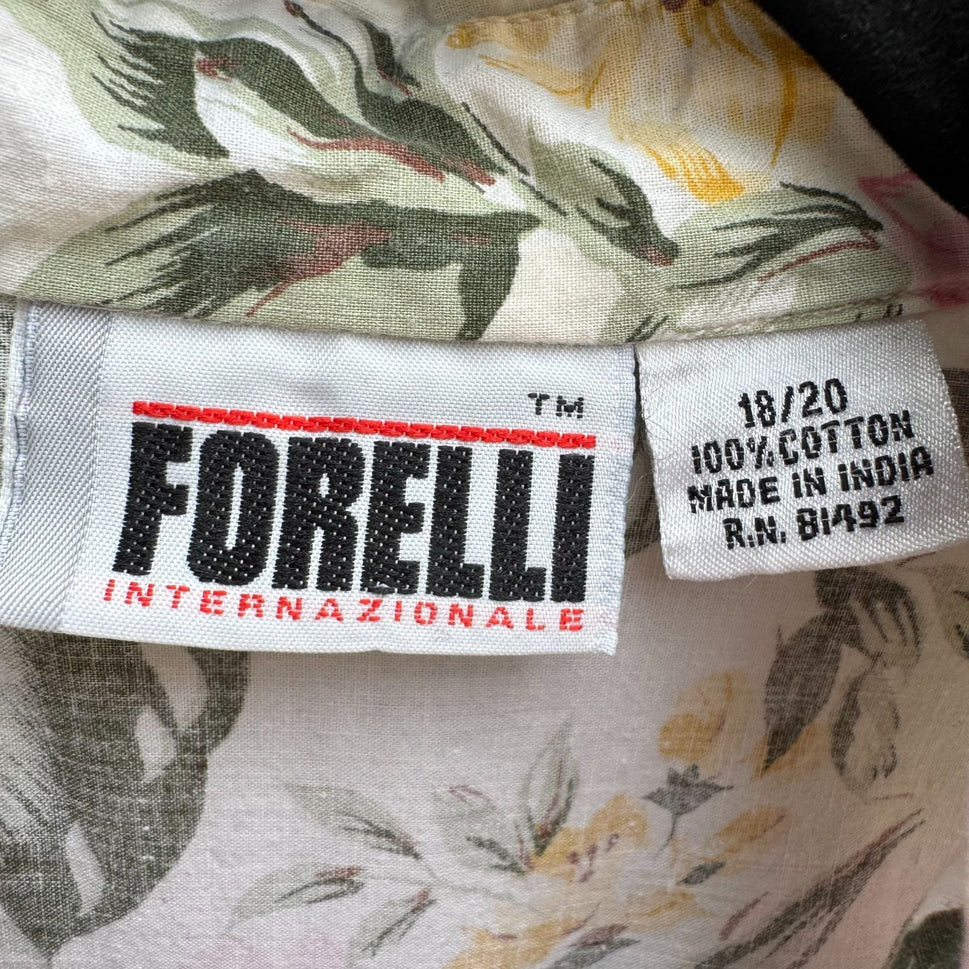 TM
FORELLI
INTERNAZIONALE
18/20
100% COTTON
MADE IN INDIA
R.N. 81492